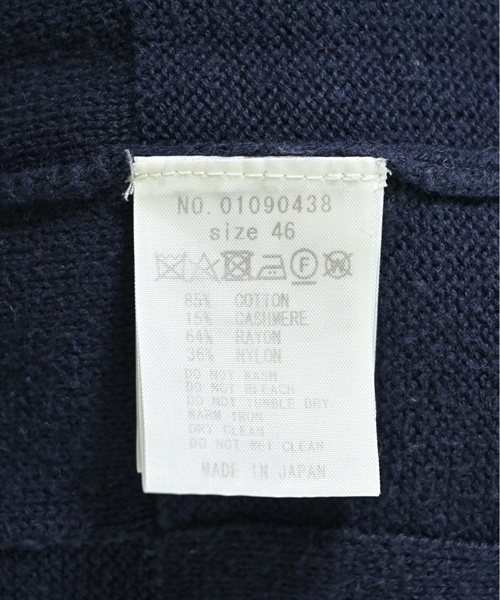 NO. 01090438
size 46
F W
85% COTTON
15% CASHMERE
64% RAYON
36% NYLON
DO NOT WASH
DO NOT BLEACH
DO NOT TUMBLE DRY
WARM IRON
DRY CLEAN
DO NOT WET CLEAN
MADE IN JAPAN